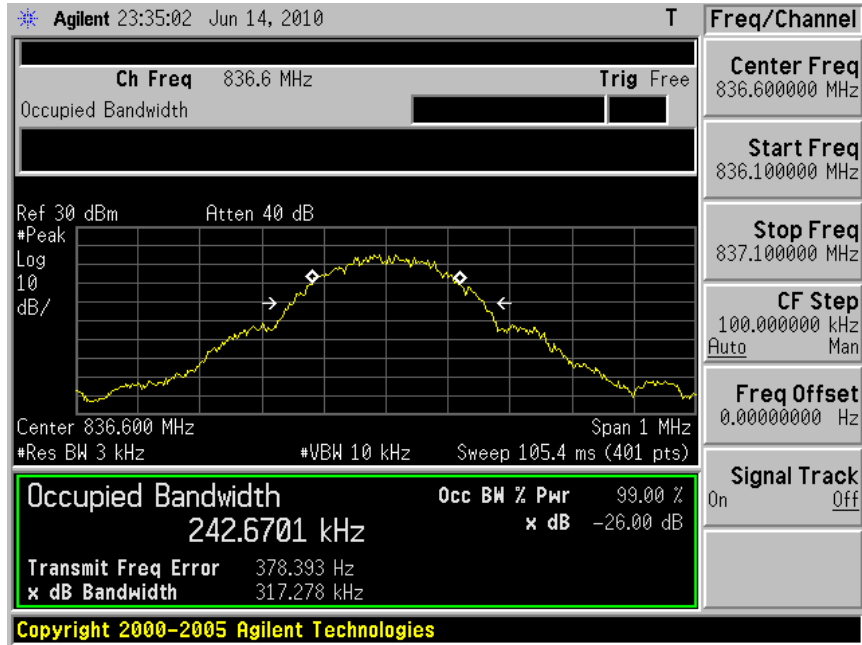 Agilent 23:35:02 Jun 14, 2010 T
Freq/Channel
Ch Freq 836.6 MHz Trig Free
Occupied Bandwidth
Center Freq
836.600000 MHz
Start Freq
836.100000 MHz
Stop Freq
837.100000 MHz
CF Step
100.000000 kHz
Auto Man
Freq Offset
0.00000000 Hz
Signal Track
On Off
Ref 30 dBm Atten 40 dB
#Peak
Log
10
dB/
Center 836.600 MHz Span 1 MHz
#Res BW 3 kHz #VBW 10 kHz Sweep 105.4 ms (401 pts)
Occupied Bandwidth
242.6701 kHz
Occ BW % Pwr 99.00 %
x dB -26.00 dB
Transmit Freq Error 378.393 Hz
x dB Bandwidth 317.278 kHz
Copyright 2000-2005 Agilent Technologies